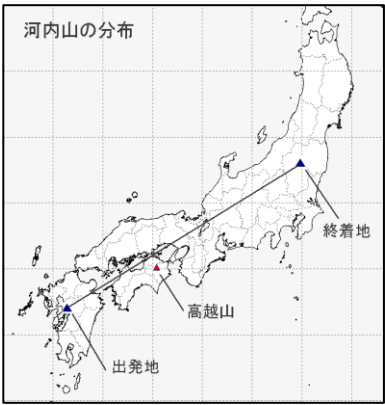 河内山の分布
終着地
高越山
出発地